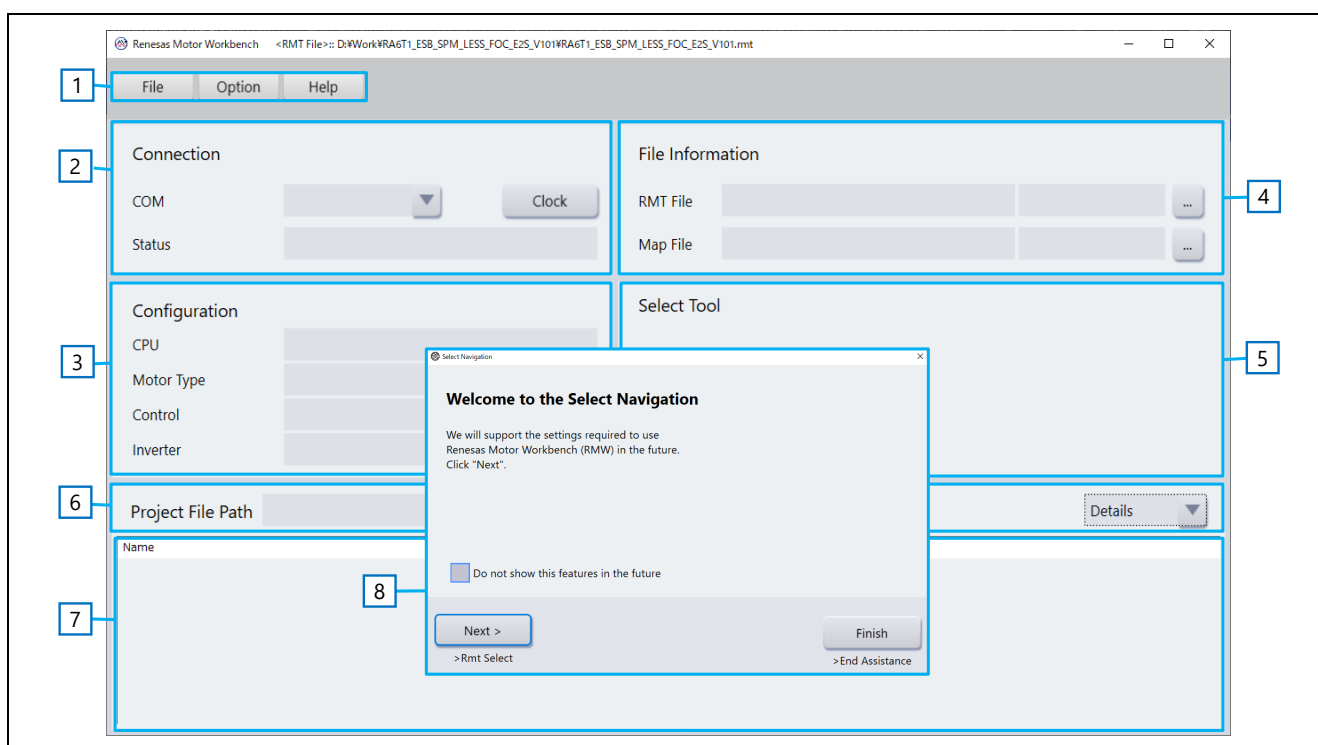 Renesas Motor Workbench <RMT File>:: D:¥Work¥RA6T1_ESB_SPM_LESS_FOC_E2S_V101¥RA6T1_ESB_SPM_LESS_FOC_E2S_V101.rmt
1
File Option Help
2
Connection
COM
Clock
Status
File Information
RMT File
...
Map File
...
4
3
Configuration
CPU
Motor Type
Control
Inverter
Select Tool
5
Select Navigation
Welcome to the Select Navigation
We will support the settings required to use
Renesas Motor Workbench (RMW) in the future.
Click "Next".
Do not show this features in the future
8
Next >
>Rmt Select
Finish
>End Assistance
6
Project File Path
Details
7
Name